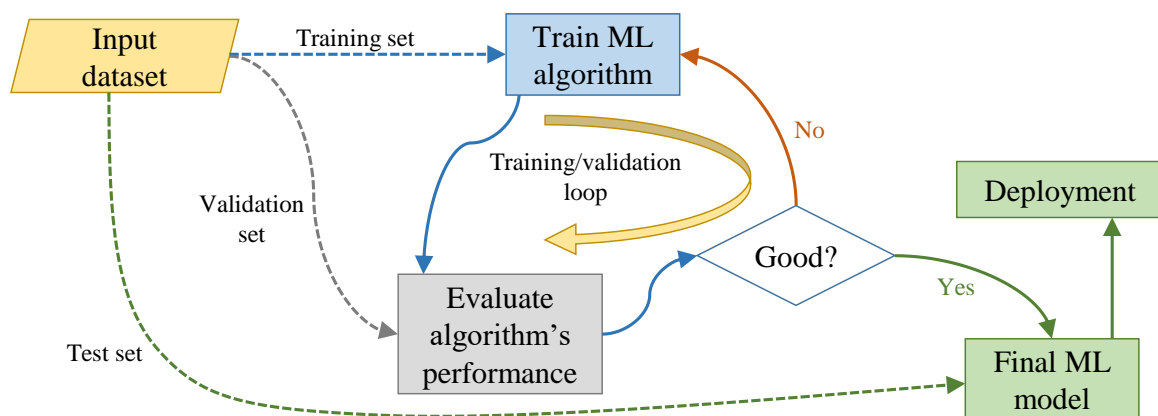 Input
dataset
Training set
Train ML
algorithm
No
Training/validation
loop
Validation
set
Deployment
Good?
Yes
Evaluate
algorithm's
performance
Test set
Final ML
model